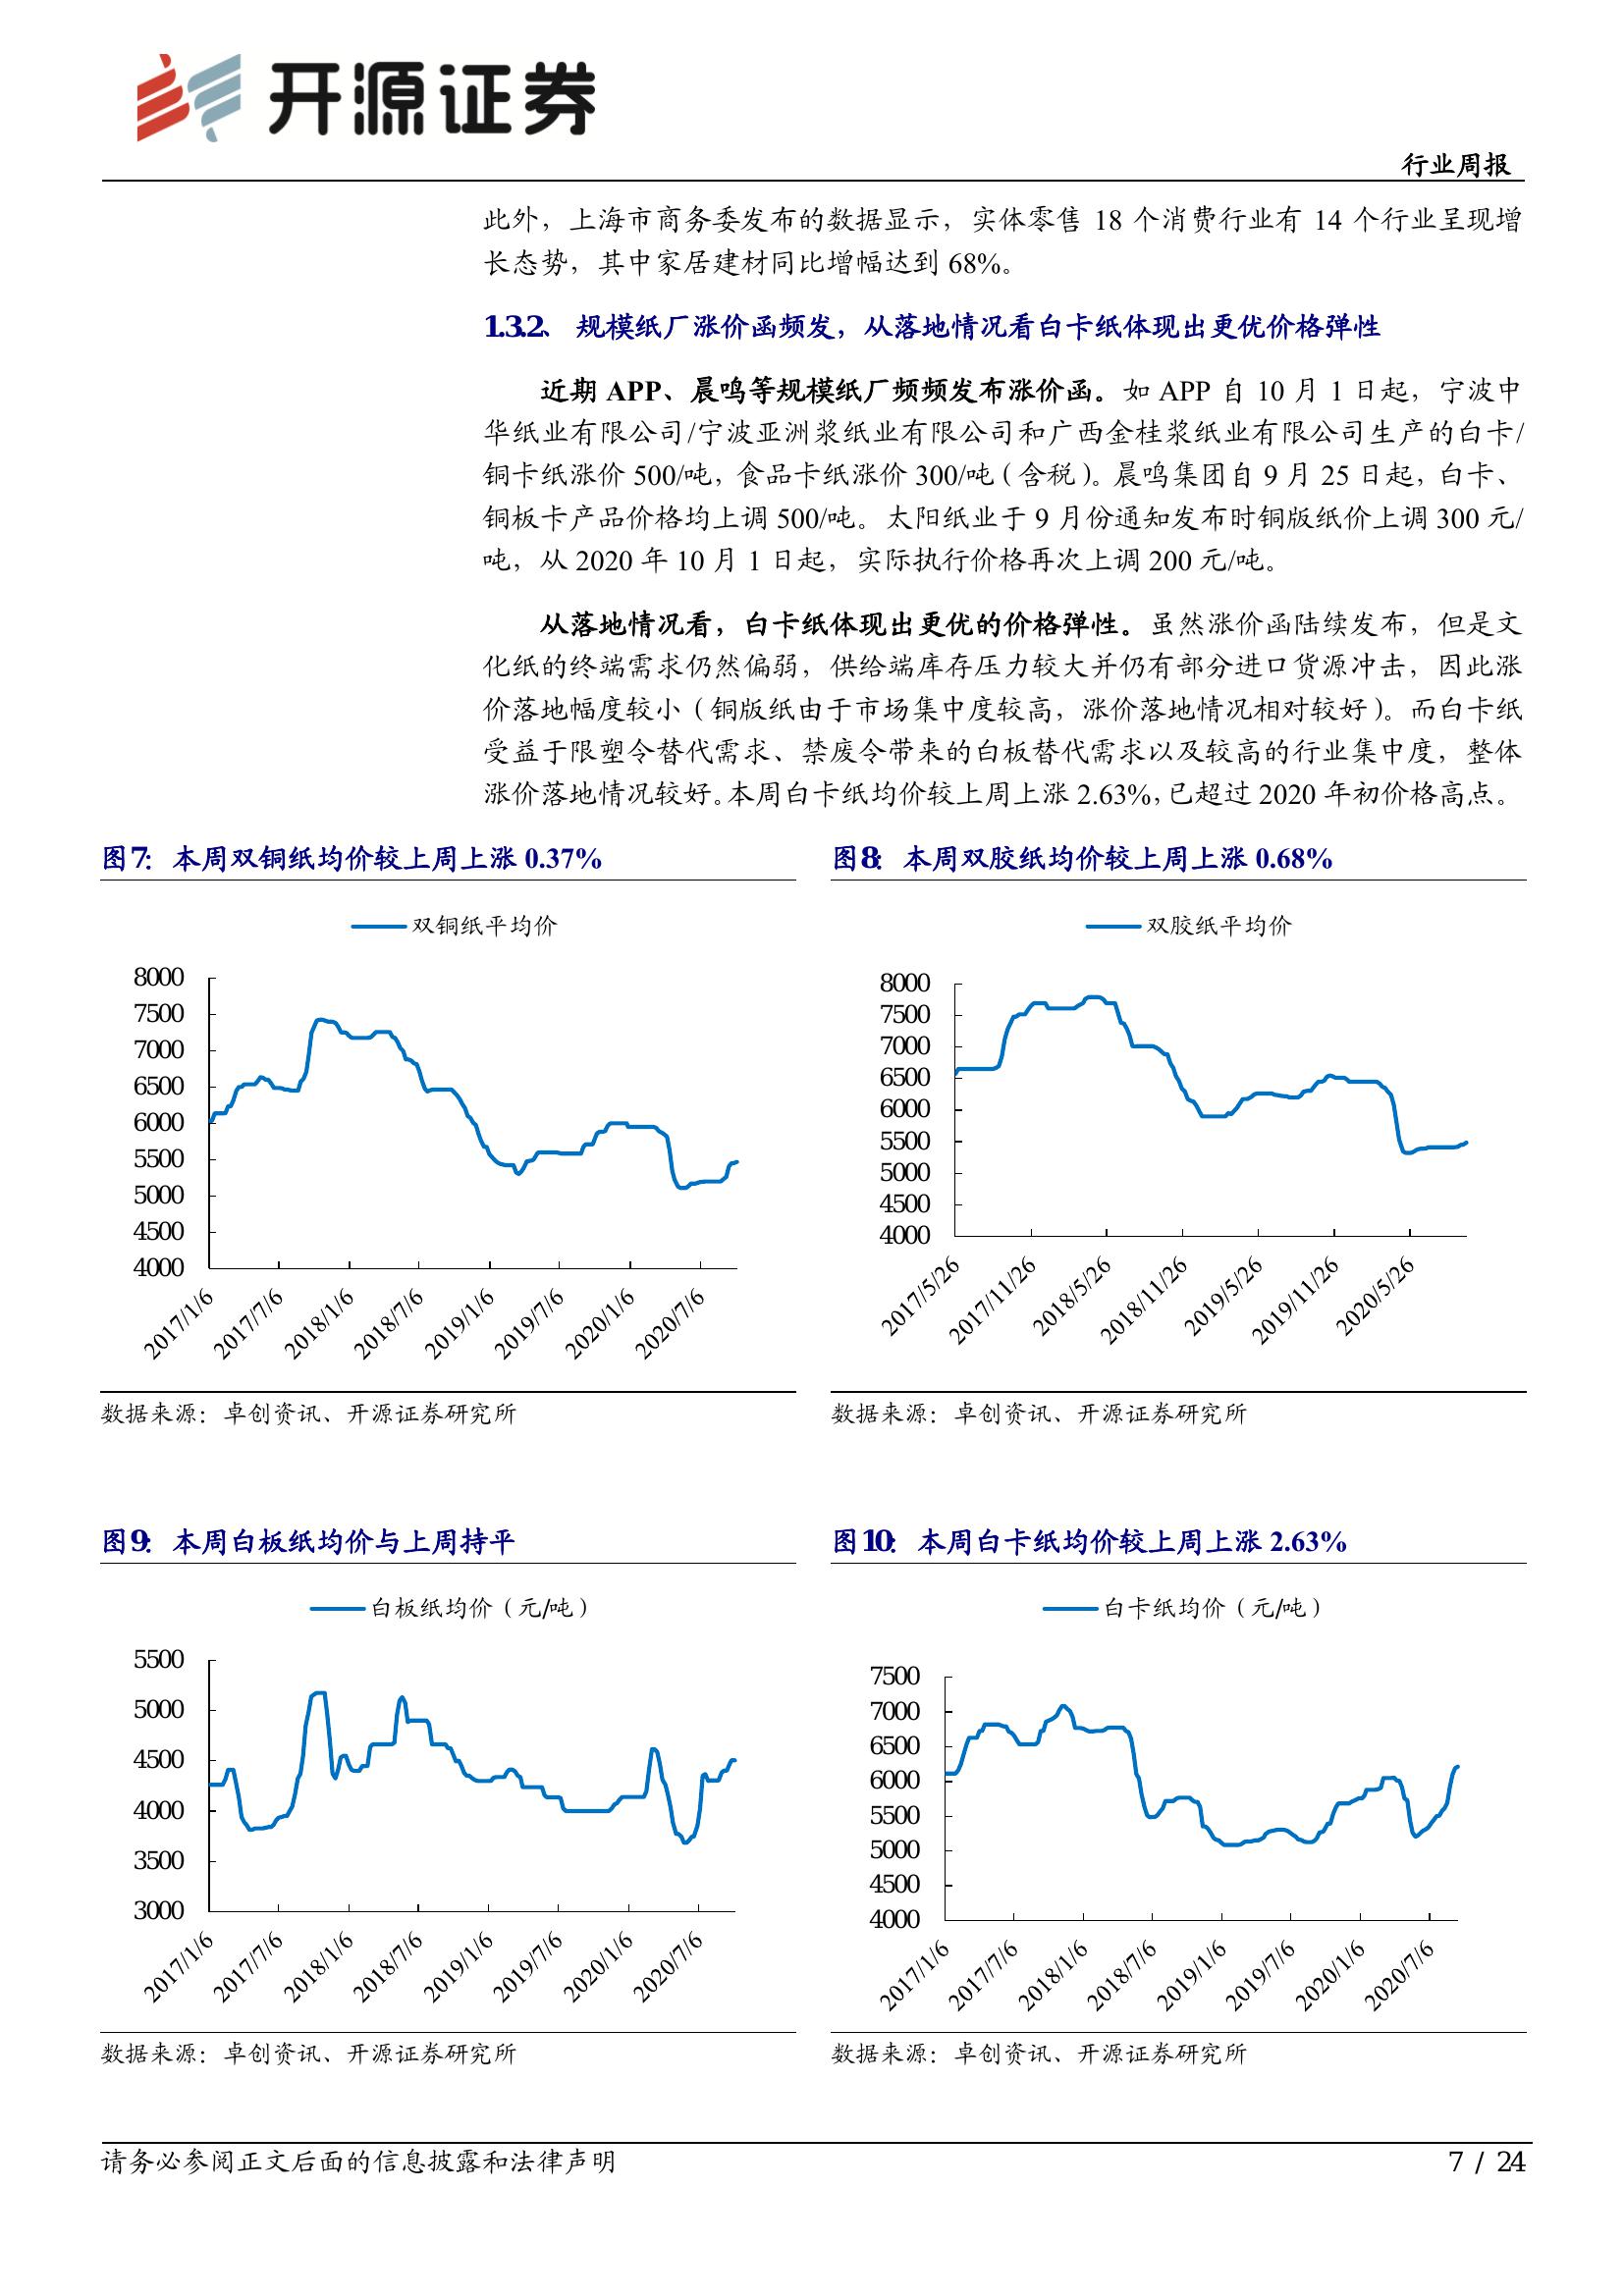 开源证券
行业周报
此外，上海市商务委发布的数据显示，实体零售 18 个消费行业有 14 个行业呈现增
长态势，其中家居建材同比增幅达到 68%。
1.3.2、 规模纸厂涨价函频发，从落地情况看白卡纸体现出更优价格弹性
近期 APP、晨鸣等规模纸厂频频发布涨价函。如 APP 自 10 月 1 日起，宁波中
华纸业有限公司/宁波亚洲浆纸业有限公司和广西金桂浆纸业有限公司生产的白卡/
铜卡纸涨价 500/吨，食品卡纸涨价 300/吨（含税）。晨鸣集团自 9 月 25 日起，白卡、
铜板卡产品价格均上调 500/吨。太阳纸业于 9 月份通知发布时铜版纸价上调 300 元/
吨，从 2020 年 10 月 1 日起，实际执行价格再次上调 200 元/吨。
从落地情况看，白卡纸体现出更优的价格弹性。虽然涨价函陆续发布，但是文
化纸的终端需求仍然偏弱，供给端库存压力较大并仍有部分进口货源冲击，因此涨
价落地幅度较小（铜版纸由于市场集中度较高，涨价落地情况相对较好）。而白卡纸
受益于限塑令替代需求、禁废令带来的白板替代需求以及较高的行业集中度，整体
涨价落地情况较好。本周白卡纸均价较上周上涨 2.63%，已超过 2020 年初价格高点。
图7： 本周双铜纸均价较上周上涨 0.37%
双铜纸平均价
8000
7500
7000
6500
6000
5500
5000
4500
4000
2017/1/6
2017/7/6
2018/1/6
2018/7/6
2019/1/6
2019/7/6
2020/1/6
2020/7/6
数据来源：卓创资讯、开源证券研究所
图8： 本周双胶纸均价较上周上涨 0.68%
双胶纸平均价
8000
7500
7000
6500
6000
5500
5000
4500
4000
2017/5/26
2017/11/26
2018/5/26
2018/11/26
2019/5/26
2019/11/26
2020/5/26
数据来源：卓创资讯、开源证券研究所
图9： 本周白板纸均价与上周持平
白板纸均价（元/吨）
5500
5000
4500
4000
3500
3000
2017/1/6
2017/7/6
2018/1/6
2018/7/6
2019/1/6
2019/7/6
2020/1/6
2020/7/6
数据来源：卓创资讯、开源证券研究所
图10： 本周白卡纸均价较上周上涨 2.63%
白卡纸均价（元/吨）
7500
7000
6500
6000
5500
5000
4500
4000
2017/1/6
2017/7/6
2018/1/6
2018/7/6
2019/1/6
2019/7/6
2020/1/6
2020/7/6
数据来源：卓创资讯、开源证券研究所
请务必参阅正文后面的信息披露和法律声明
7 / 24